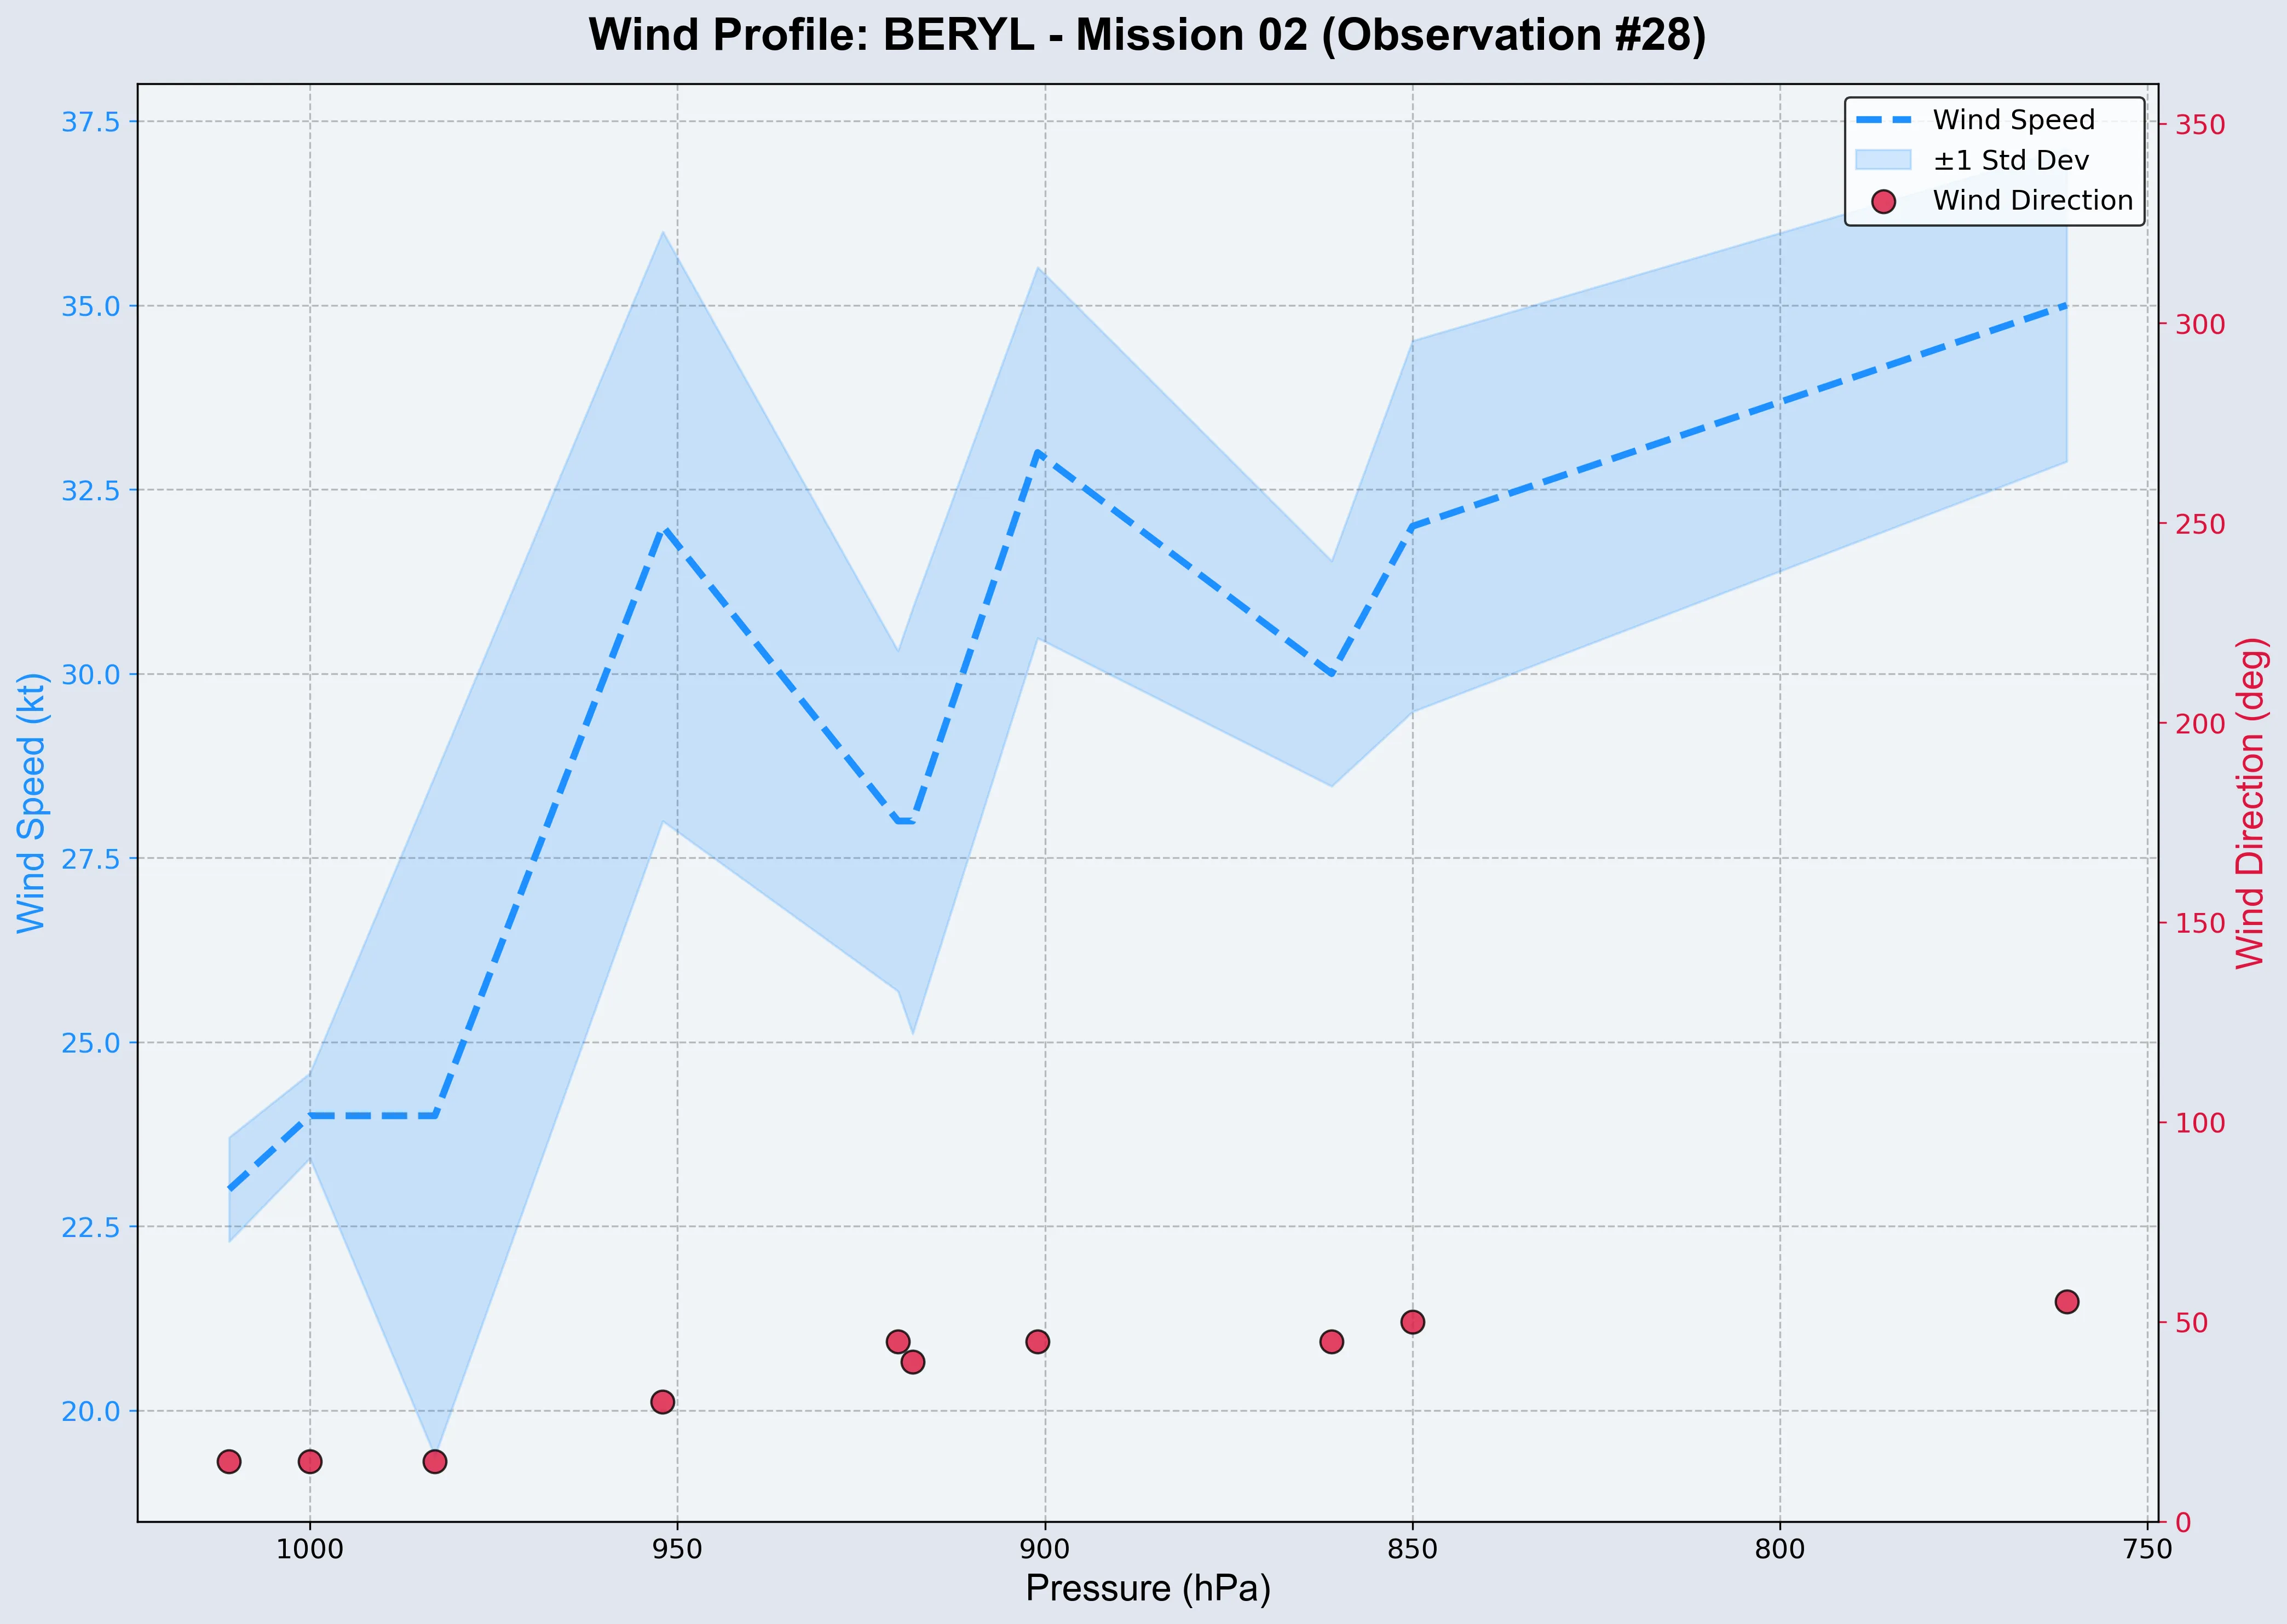 Wind Profile: BERYL - Mission 02 (Observation #28)
Wind Speed (kt)
37.5
35.0
32.5
30.0
27.5
25.0
22.5
20.0
Wind Speed
±1 Std Dev
Wind Direction
350
300
250
200
150
100
50
0
Wind Direction (deg)
1000 950 900 850 800 750
Pressure (hPa)